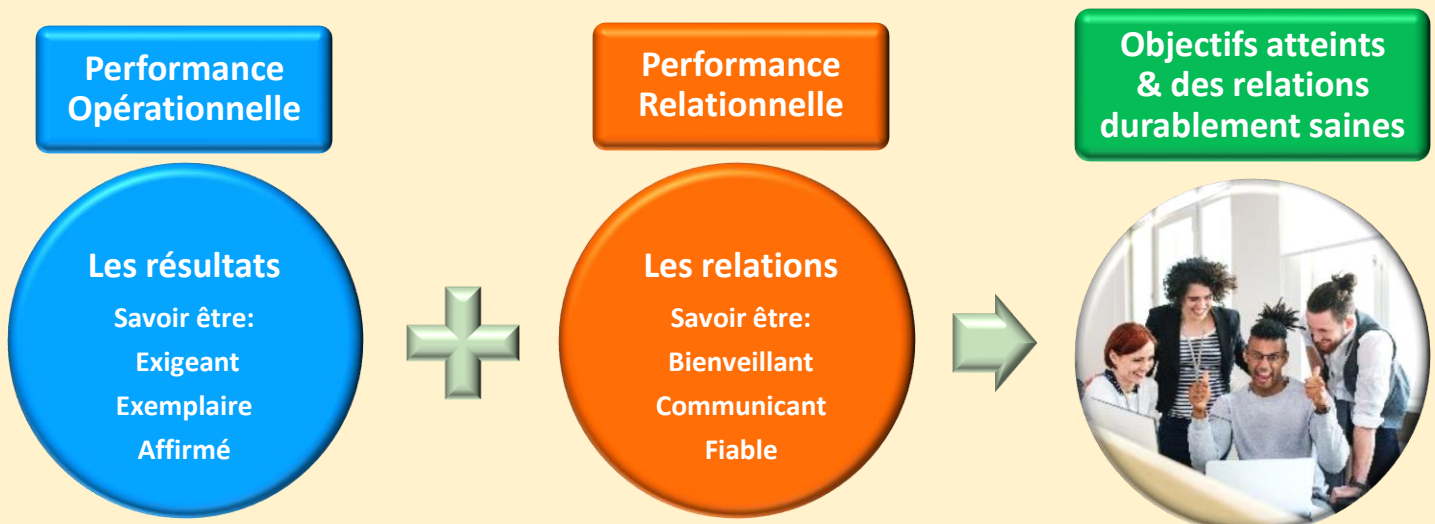 Performance
Opérationnelle
Les résultats
Savoir être:
Exigeant
Exemplaire
Affirmé
Performance
Relationnelle
Les relations
Savoir être:
Bienveillant
Communicant
Fiable
Objectifs atteints
& des relations
durablement saines